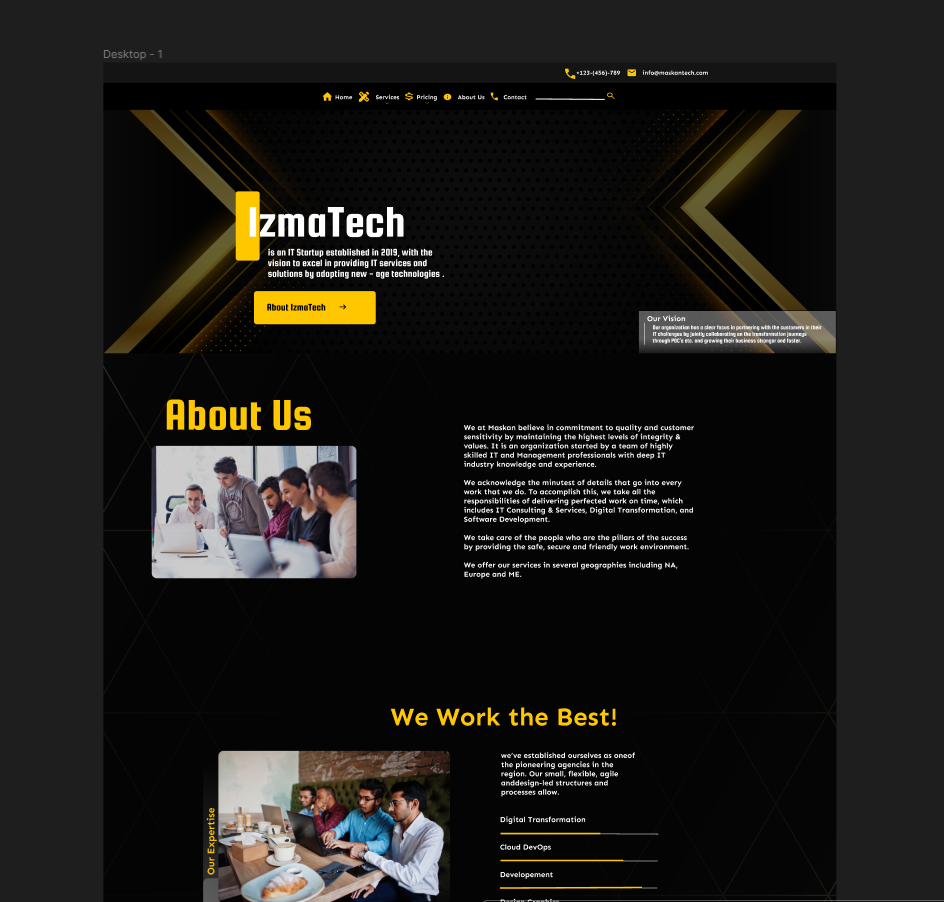 Desktop - 1
+123-(456)-789 info@maskantech.com
Home Services Pricing About Us Contact
IzmaTech
is an IT Startup established in 2019, with the
vision to excel in providing IT services and
solutions by adopting new - age technologies .
About IzmaTech →
Our Vision
Our organization has a clear focus in partnering with the customers in their
IT challenges by jointly collaborating on the transformation journeys
through POC's etc. and growing their business stronger and faster.
About Us
We at Maskan believe in commitment to quality and customer
sensitivity by maintaining the highest levels of integrity &
values. It is an organization started by a team of highly
skilled IT and Management professionals with deep IT
industry knowledge and experience.
We acknowledge the minutest of details that go into every
work that we do. To accomplish this, we take all the
responsibilities of delivering perfected work on time, which
includes IT Consulting & Services, Digital Transformation, and
Software Development.
We take care of the people who are the pillars of the success
by providing the safe, secure and friendly work environment.
We offer our services in several geographies including NA,
Europe and ME.
We Work the Best!
Our Expertise
we've established ourselves as oneof
the pioneering agencies in the
region. Our small, flexible, agile
anddesign-led structures and
processes allow.
Digital Transformation
Cloud DevOps
Developement